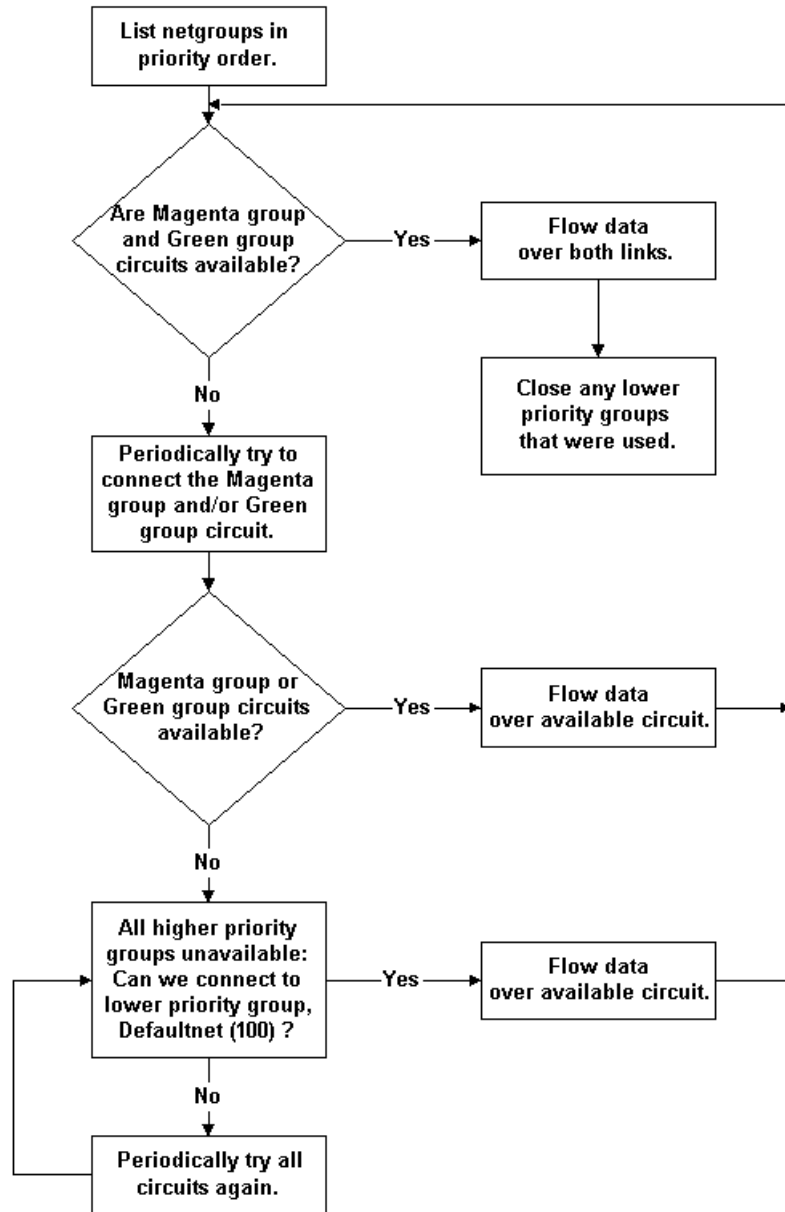 List netgroups in
priority order.
Are Magenta group
and Green group
circuits available?
Yes
Flow data
over both links.
Close any lower
priority groups
that were used.
No
Periodically try to
connect the Magenta
group and/or Green
group circuit.
Magenta group or
Green group circuits
available?
Yes
Flow data
over available circuit.
No
All higher priority
groups unavailable:
Can we connect to
lower priority group,
Defaultnet (100) ?
Yes
Flow data
over available circuit.
No
Periodically try all
circuits again.